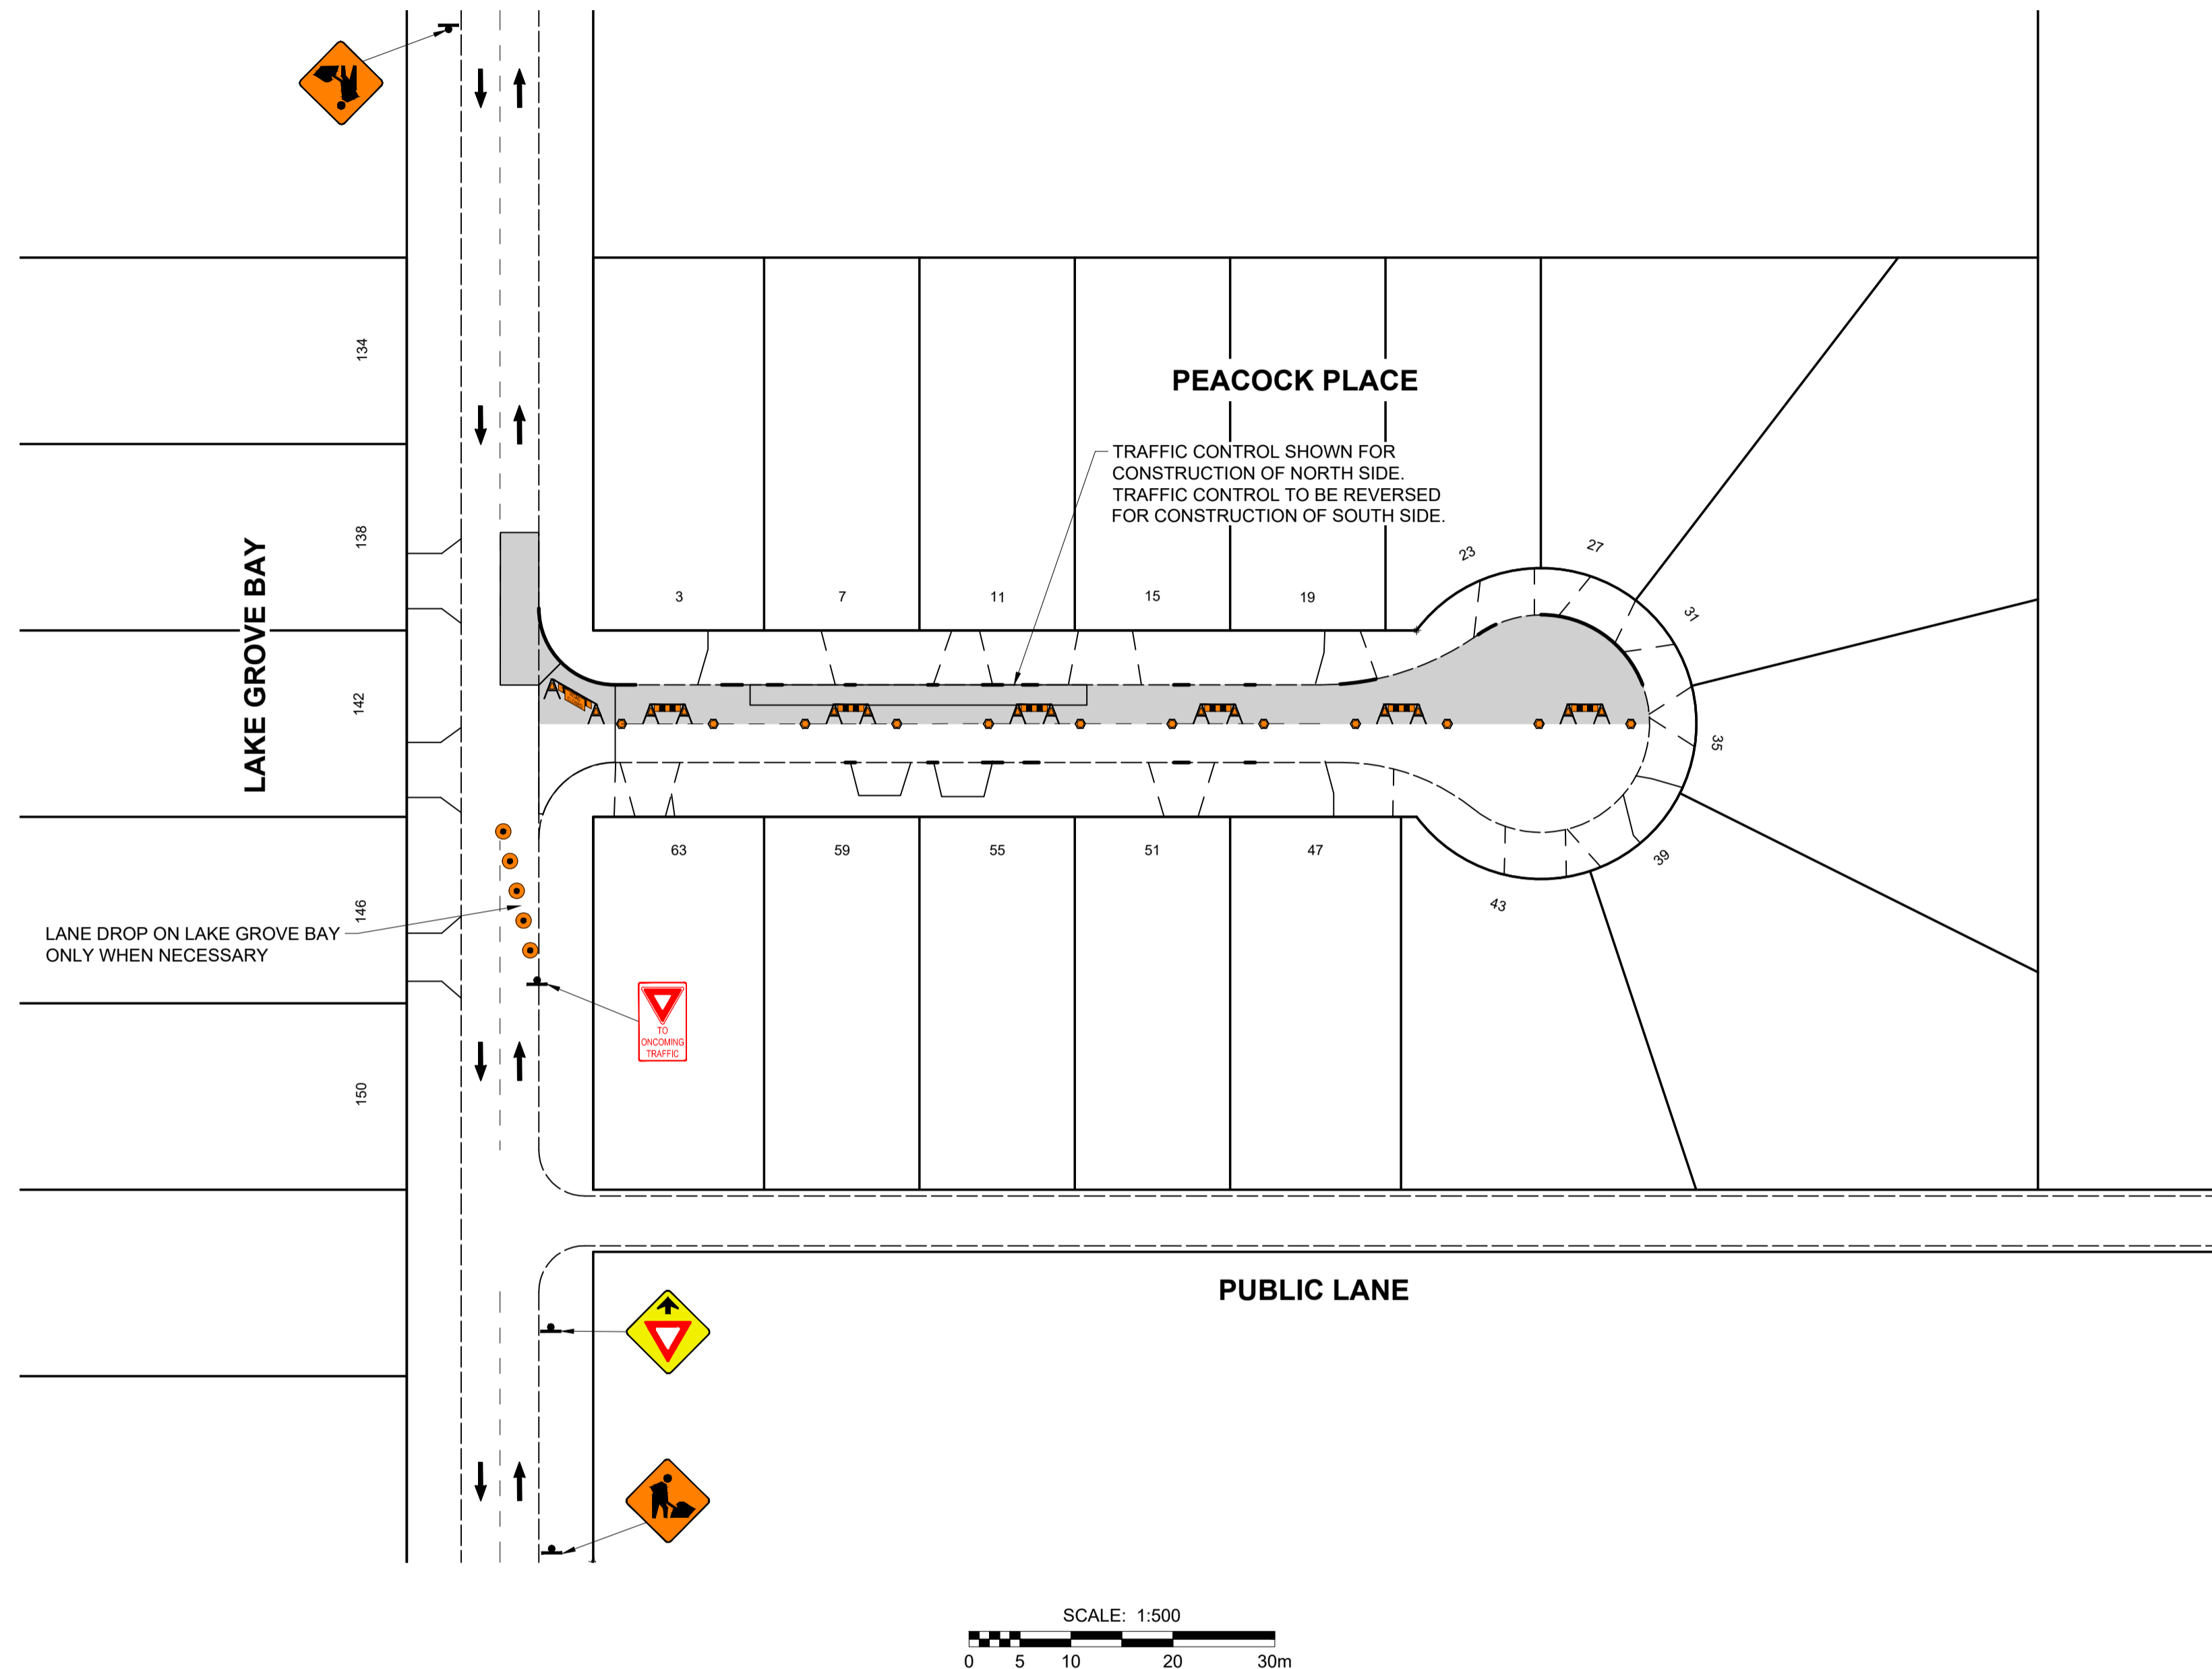 134
138
142
146
150
LAKE GROVE BAY
PEACOCK PLACE
TRAFFIC CONTROL SHOWN FOR
CONSTRUCTION OF NORTH SIDE.
TRAFFIC CONTROL TO BE REVERSED
FOR CONSTRUCTION OF SOUTH SIDE.
3
7
11
15
19
23
27
31
35
39
43
63
59
55
51
47
LANE DROP ON LAKE GROVE BAY
ONLY WHEN NECESSARY
TO
ONCOMING
TRAFFIC
PUBLIC LANE
SCALE: 1:500
0 5 10 20 30m